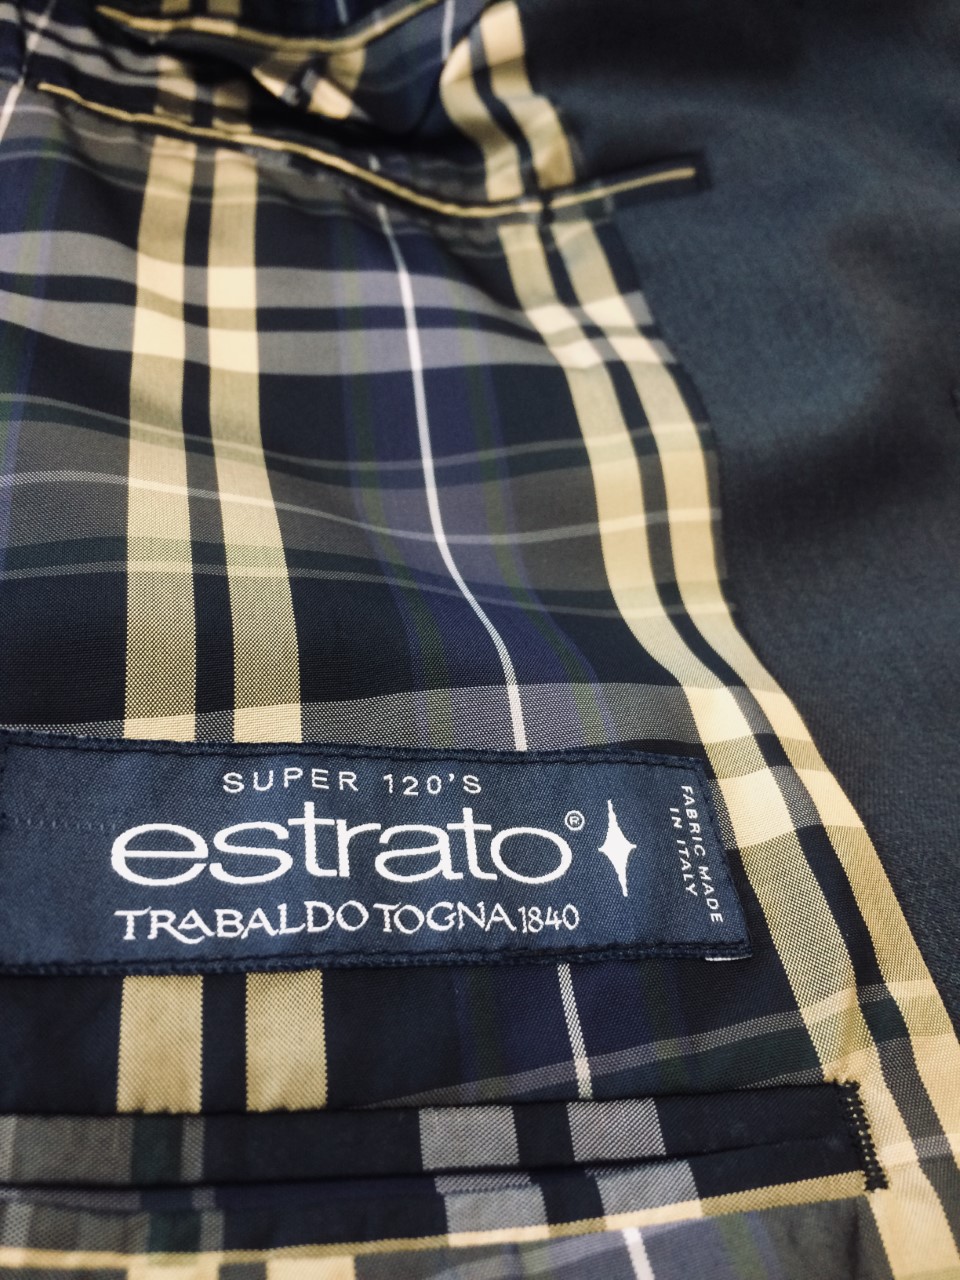 SUPER 120'S
estrato®
TRABALDO TOGNA 1840
FABRIC MADE
IN ITALY